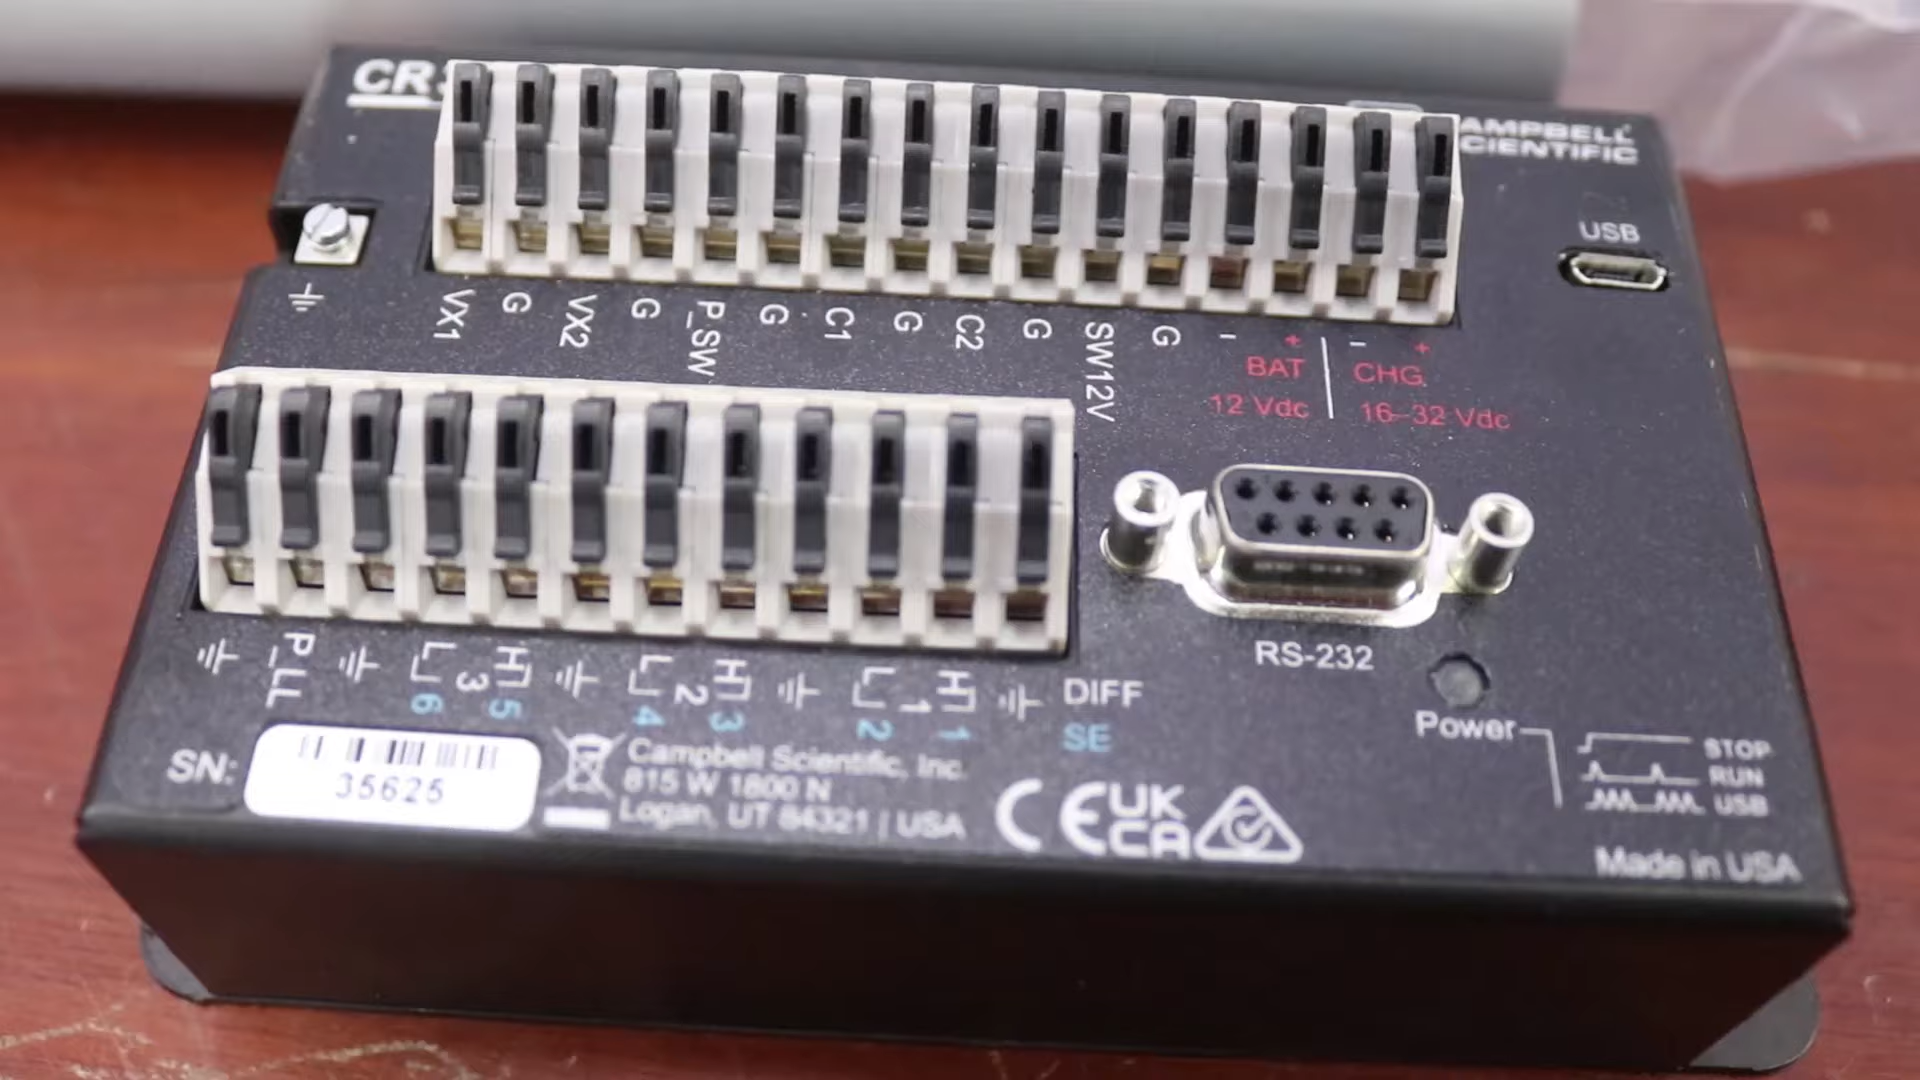 CR3
CAMPBELL
SCIENTIFIC
USB
VX1 G VX2 G P_SW G C1 G C2 G SW12V G - + - +
BAT CHG
12 Vdc 16–32 Vdc
RS-232
P_LL L 3 H L 2 H L 1 H DIFF
6 5 4 3 2 1 SE
Power
STOP
RUN
USB
SN:
35625
Campbell Scientific, Inc.
815 W 1800 N
Logan, UT 84321 | USA
CE UK
CA
Made in USA